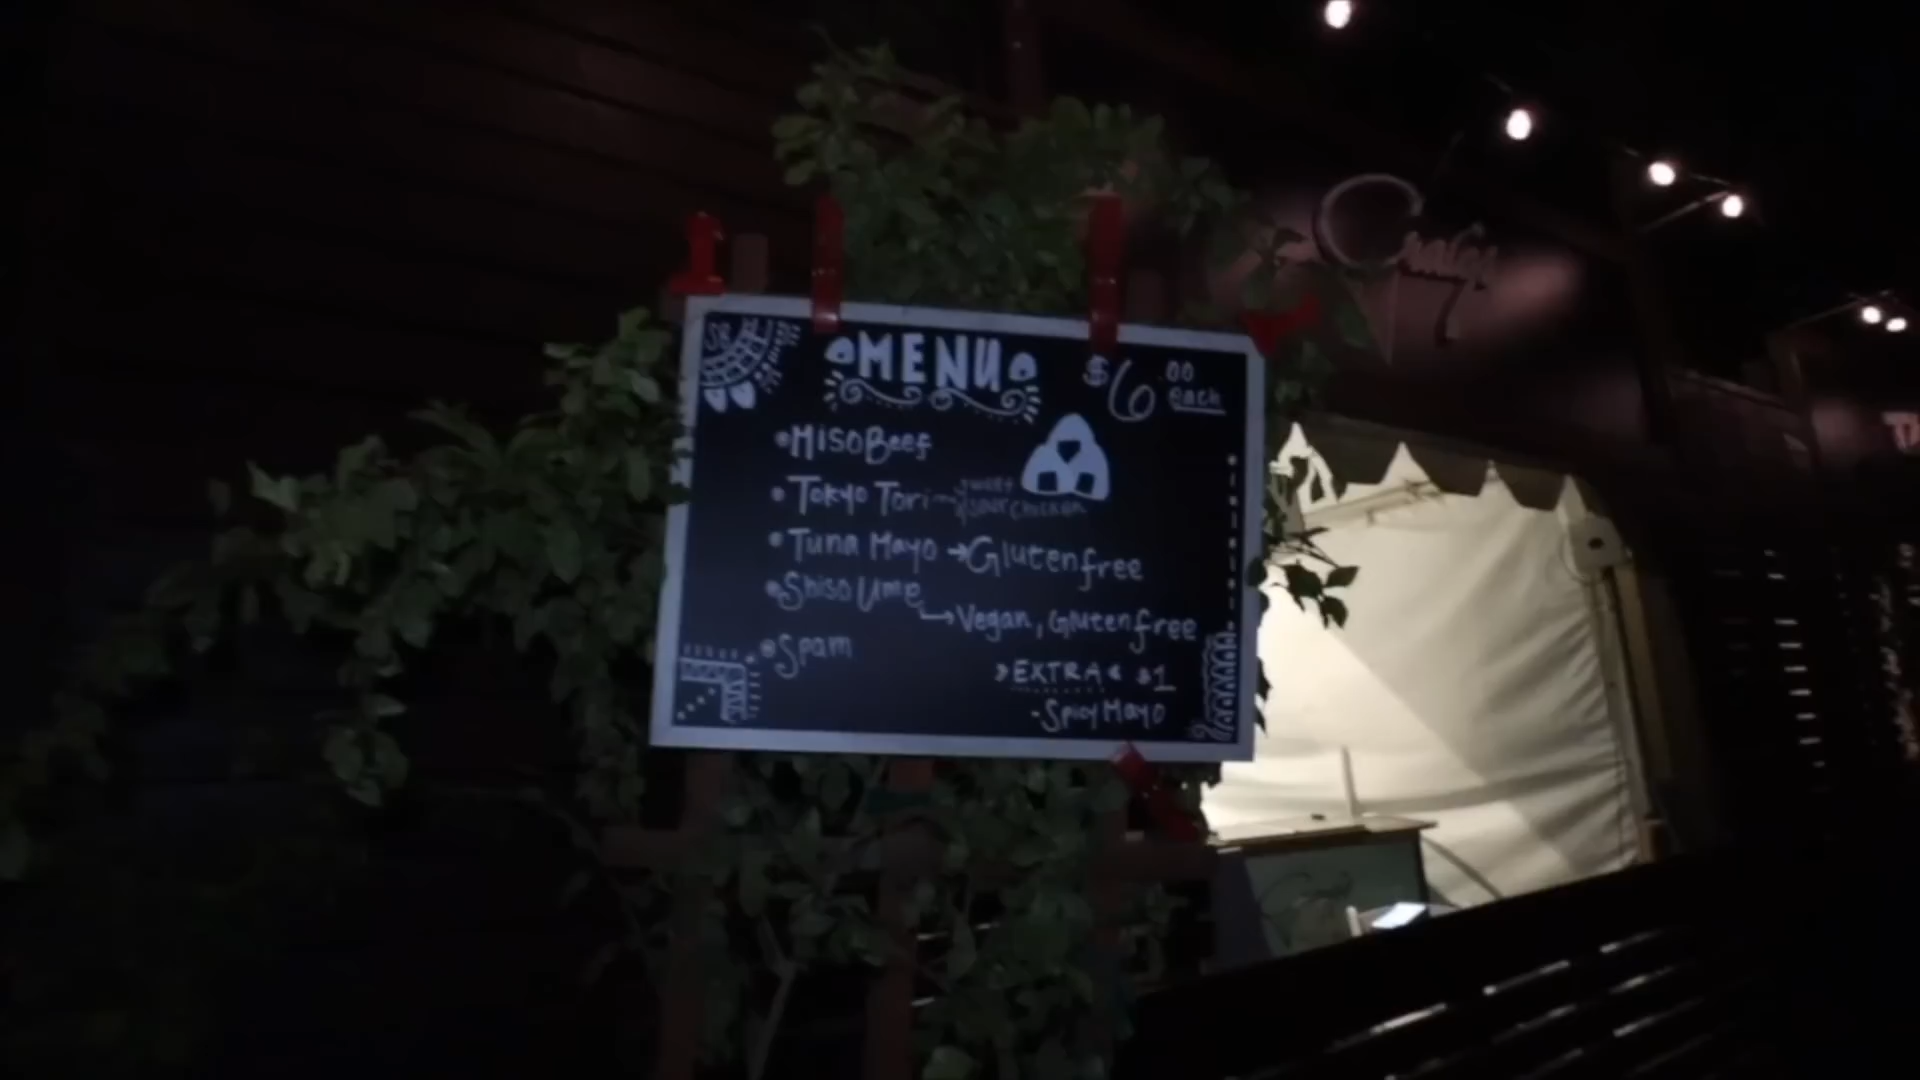 MENU
$6.00 each
•Miso Beef
•Tokyo Tori~ sweet
sour chicken
•Tuna Mayo →Gluten free
•Shiso Ume
→Vegan, Gluten free
•Spam
EXTRA $1
-Spicy Mayo